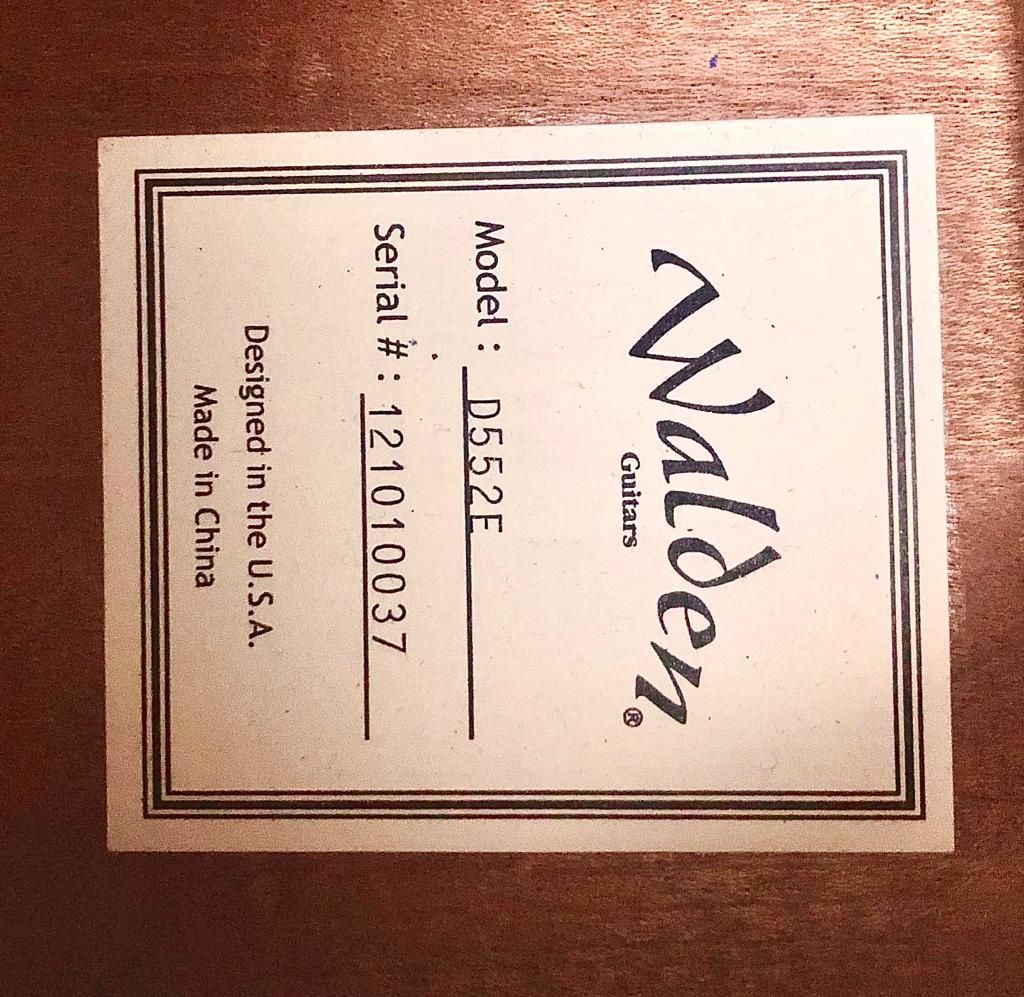 Walden®
Guitars
Model : D552E
Serial # : 121010037
Designed in the U.S.A.
Made in China